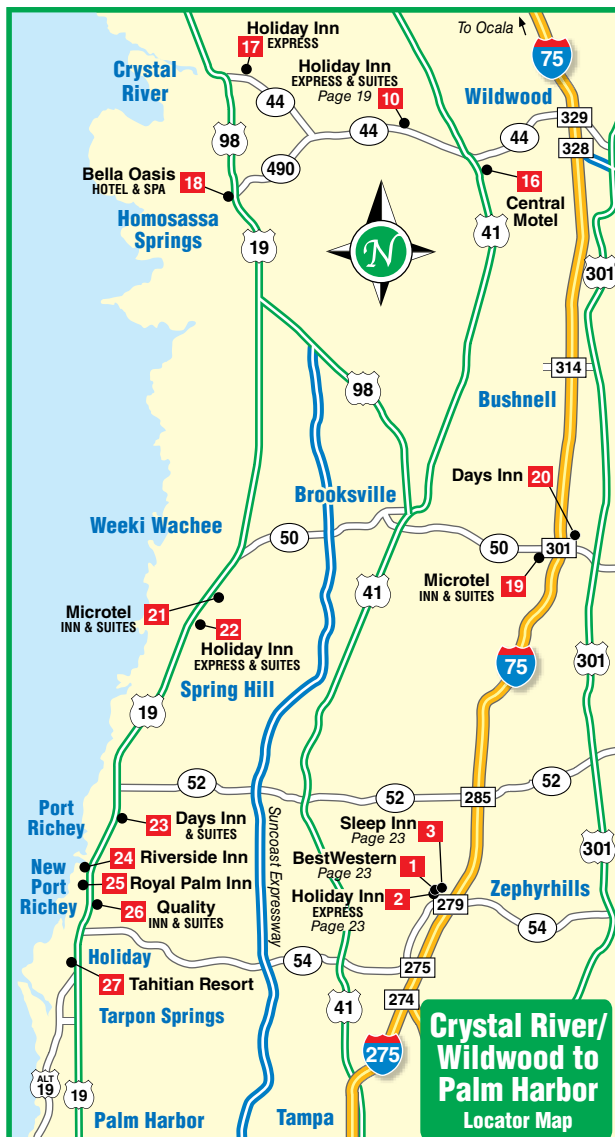 To Ocala
75
Holiday Inn
EXPRESS
17
Crystal
River
Holiday Inn
EXPRESS & SUITES
Page 19
10
Wildwood
44
44
44
329
328
98
490
Bella Oasis
HOTEL & SPA
18
16
Central
Motel
Homosassa
Springs
N
19
41
301
314
98
Bushnell
Days Inn
20
Brooksville
Weeki Wachee
50
50
301
41
Microtel
INN & SUITES
19
Microtel
INN & SUITES
21
22
Holiday Inn
EXPRESS & SUITES
75
301
Spring Hill
19
52
52
52
285
Port
Richey
23
Days Inn
& SUITES
Suncoast Expressway
Sleep Inn
Page 23
3
301
24
Riverside Inn
BestWestern
Page 23
1
New
Port
Richey
25
Royal Palm Inn
Holiday Inn
EXPRESS
Page 23
2
279
Zephyrhills
26
Quality
INN & SUITES
54
Holiday
54
275
27
Tahitian Resort
274
41
Tarpon Springs
275
Crystal River/
Wildwood to
Palm Harbor
Locator Map
ALT
19
19
Palm Harbor
Tampa